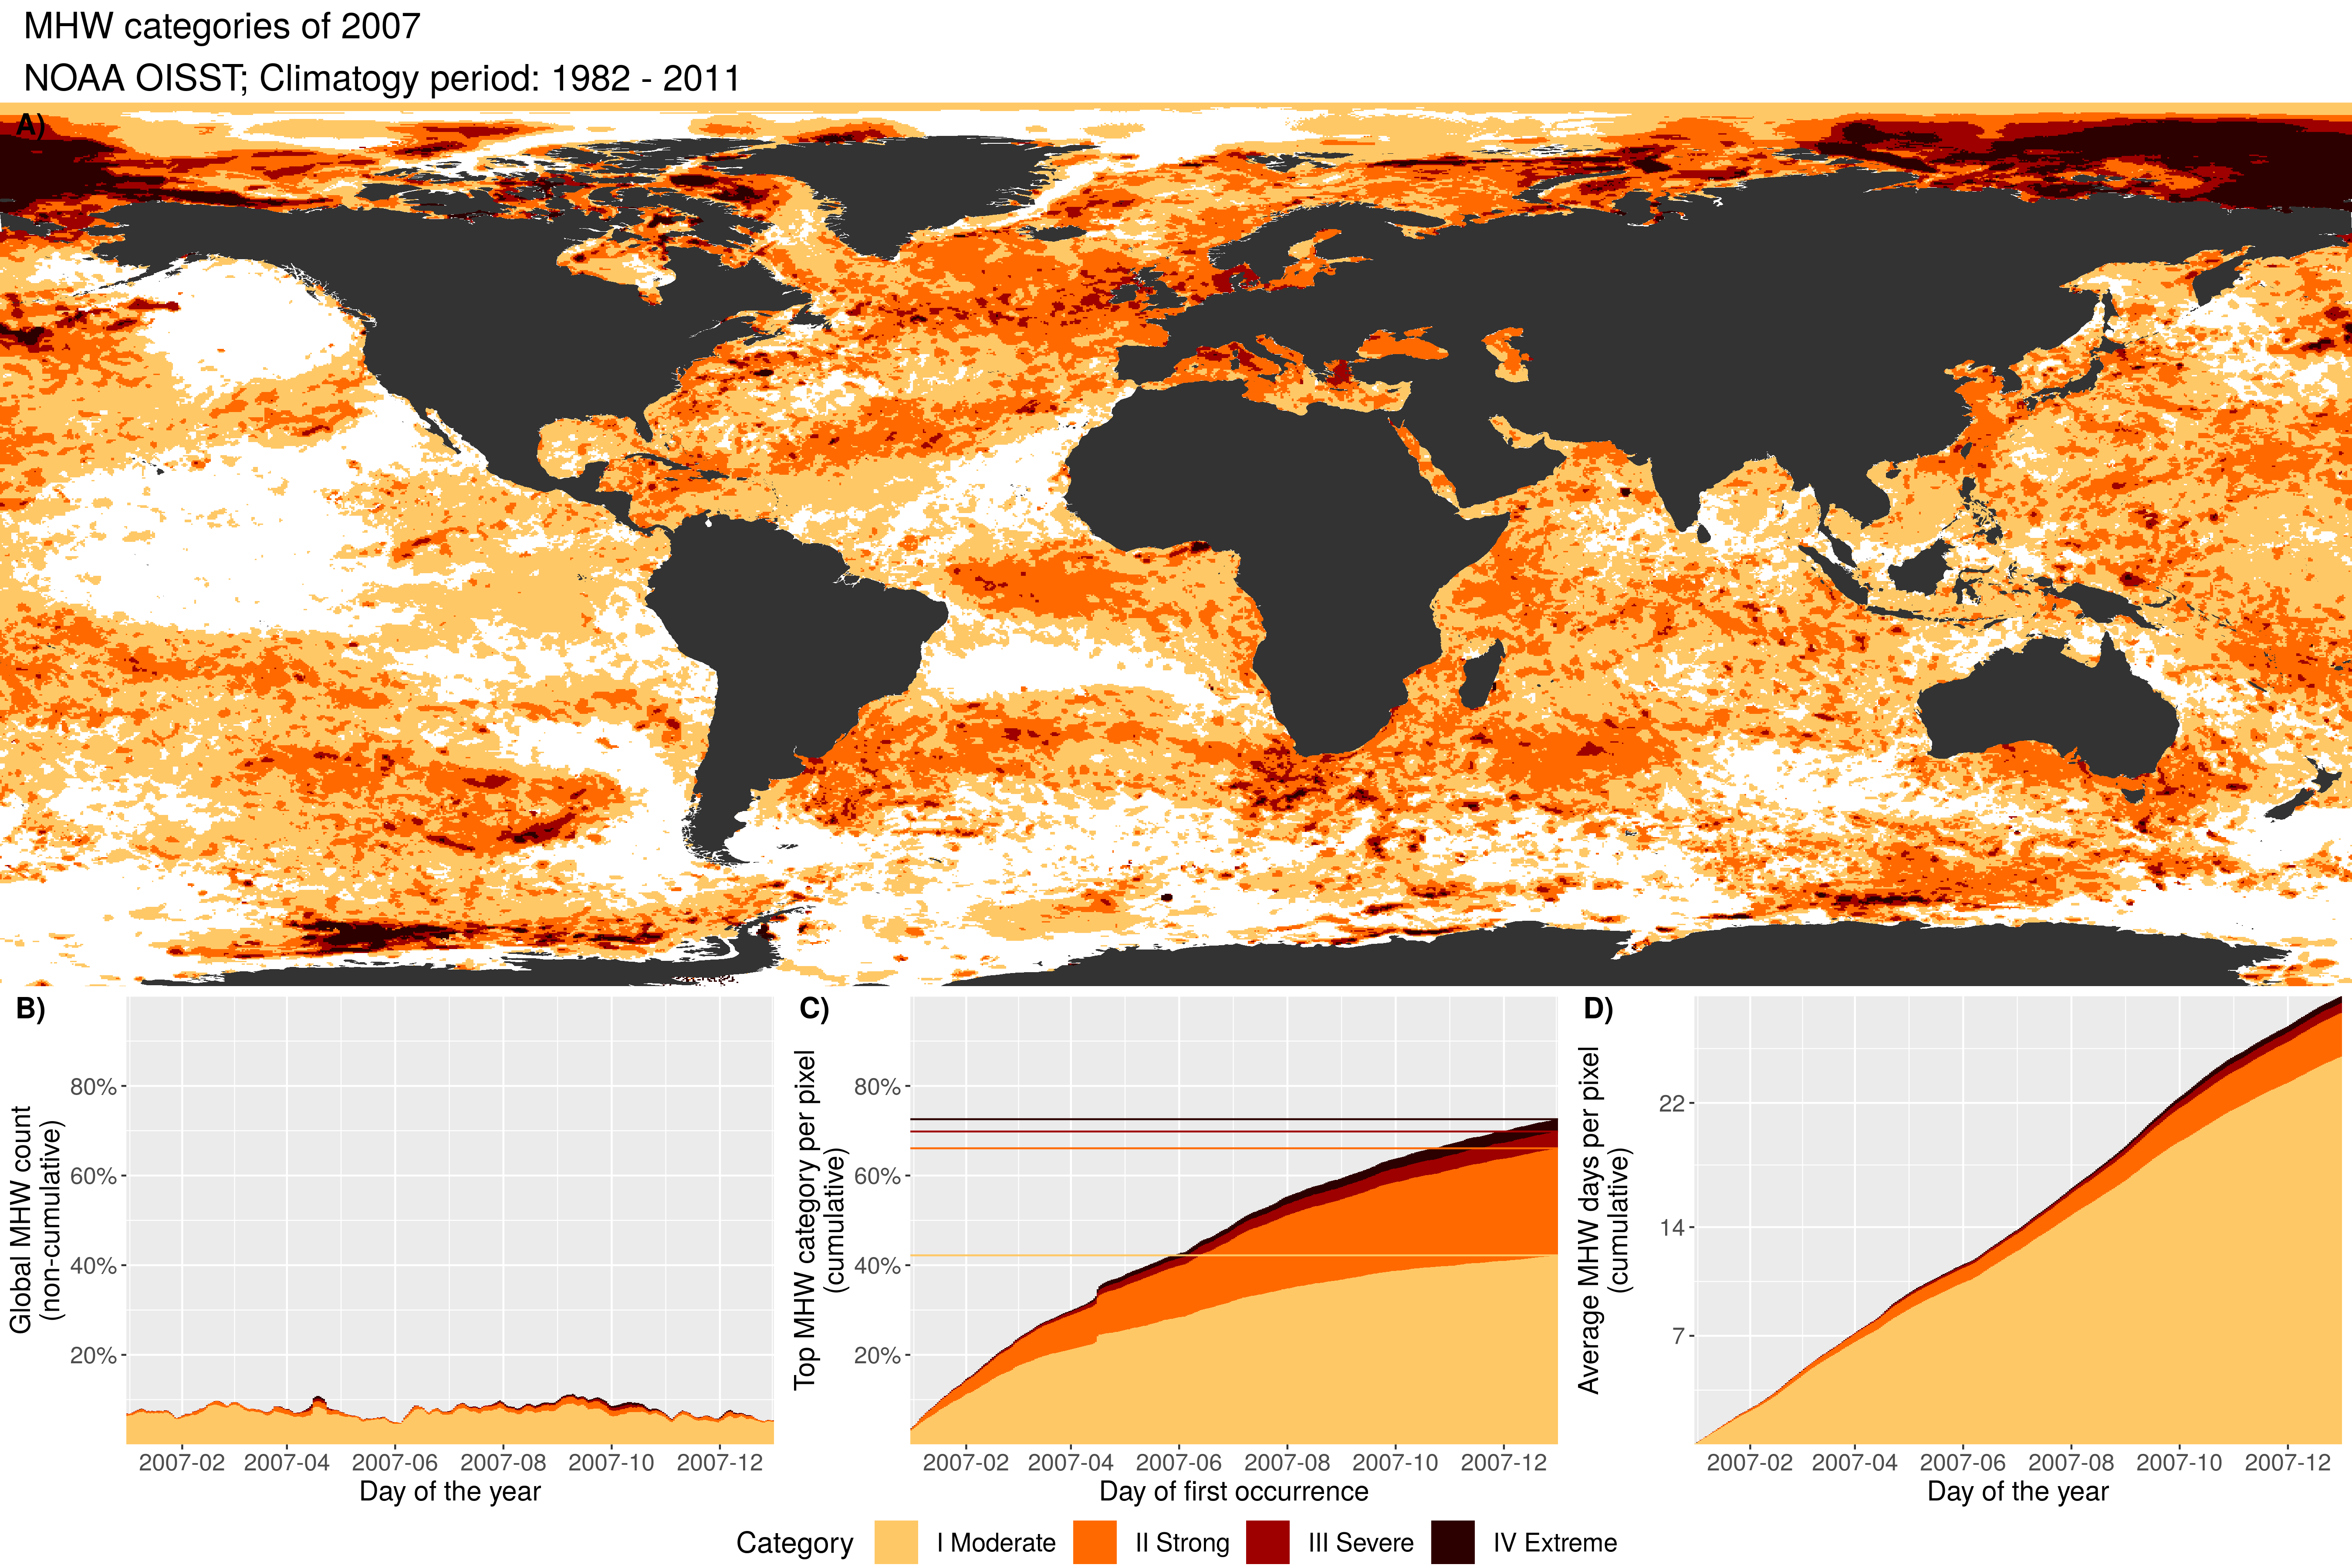 MHW categories of 2007
NOAA OISST; Climatogy period: 1982 - 2011
A)
B)
Global MHW count
(non-cumulative)
80%
60%
40%
20%
2007-02 2007-04 2007-06 2007-08 2007-10 2007-12
Day of the year
C)
Top MHW category per pixel
(cumulative)
80%
60%
40%
20%
2007-02 2007-04 2007-06 2007-08 2007-10 2007-12
Day of first occurrence
D)
Average MHW days per pixel
(cumulative)
22
14
7
2007-02 2007-04 2007-06 2007-08 2007-10 2007-12
Day of the year
Category I Moderate II Strong III Severe IV Extreme